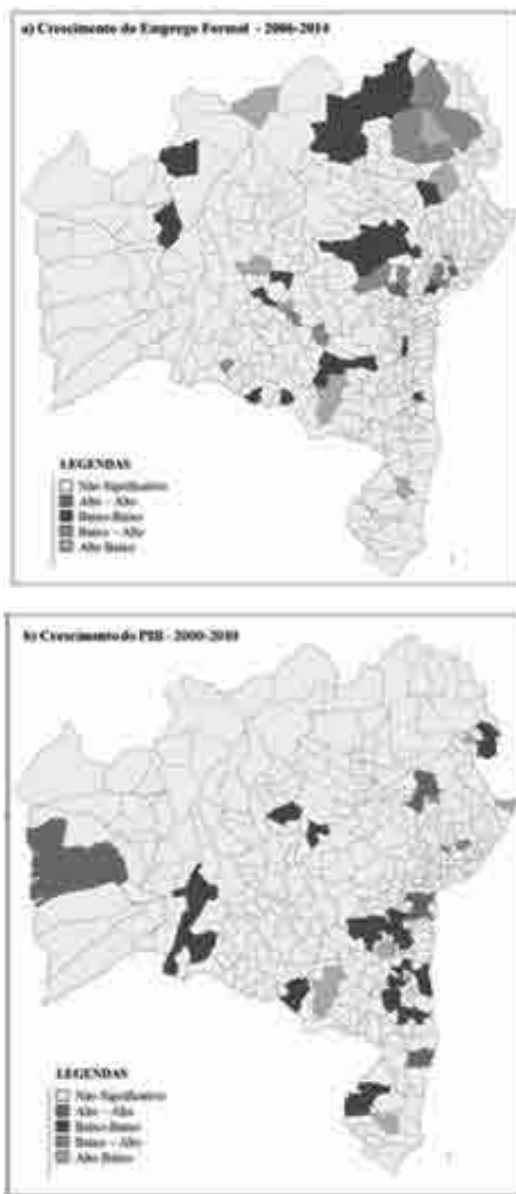 a) Crescimento do Emprego Formal - 2006-2014
LEGENDAS
Não Significativo
Alto – Alto
Baixo-Baixo
Baixo – Alto
Alto Baixo
b) Crescimento do PIB - 2000-2010
LEGENDAS
Não Significativo
Alto – Alto
Baixo-Baixo
Baixo – Alto
Alto Baixo